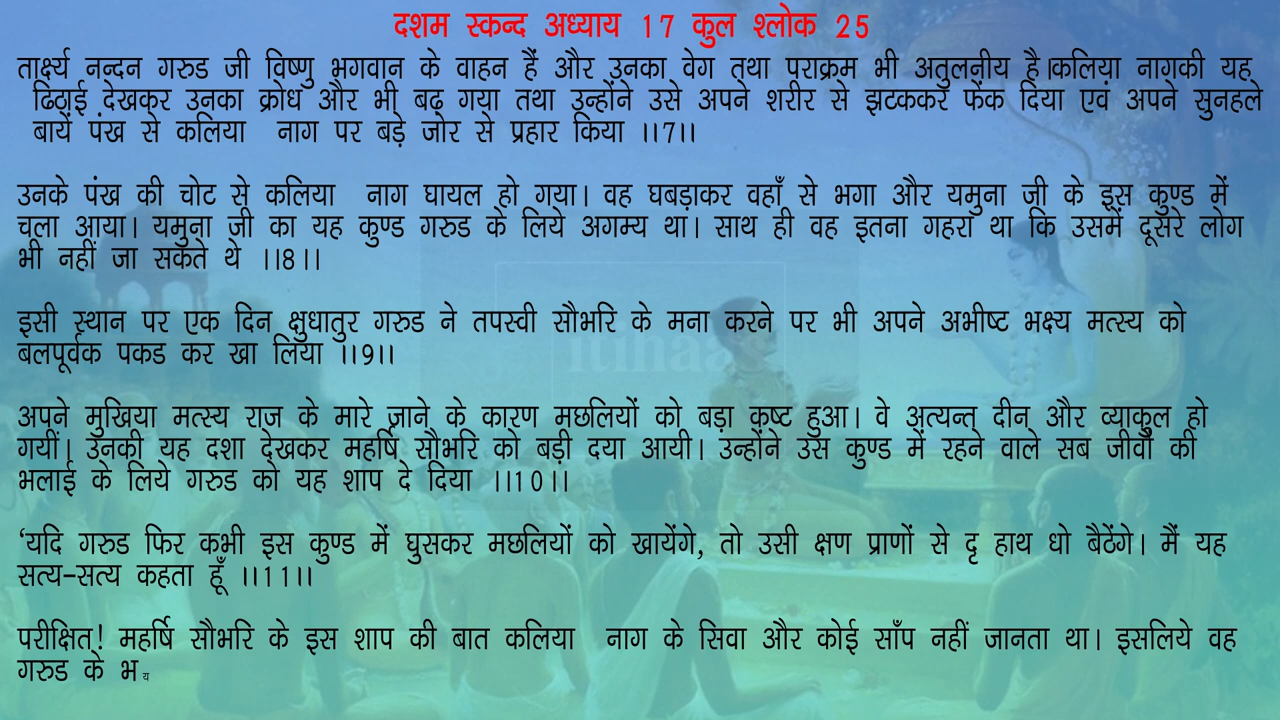 दशम स्कन्द अध्याय 17 कुल श्लोक 25
तार्क्ष्य नन्दन गरुड जी विष्णु भगवान के वाहन हैं और उनका वेग तथा पराक्रम भी अतुलनीय है।कलिया नागकी यह
ढिठाई देखकर उनका क्रोध और भी बढ़ गया तथा उन्होंने उसे अपने शरीर से झटककर फेंक दिया एवं अपने सुनहले
बायें पंख से कलिया नाग पर बड़े जोर से प्रहार किया ।।7।।
उनके पंख की चोट से कलिया नाग घायल हो गया। वह घबड़ाकर वहाँ से भगा और यमुना जी के इस कुण्ड में
चला आया। यमुना जी का यह कुण्ड गरुड के लिये अगम्य था। साथ ही वह इतना गहरा था कि उसमें दूसरे लोग
भी नहीं जा सकते थे ।।8।।
इसी स्थान पर एक दिन क्षुधातुर गरुड ने तपस्वी सौभरि के मना करने पर भी अपने अभीष्ट भक्ष्य मत्स्य को
बलपूर्वक पकड कर खा लिया ।।9।।
अपने मुखिया मत्स्य राज के मारे जाने के कारण मछलियों को बड़ा कष्ट हुआ। वे अत्यन्त दीन और व्याकुल हो
गयीं। उनकी यह दशा देखकर महर्षि सौभरि को बड़ी दया आयी। उन्होंने उस कुण्ड में रहने वाले सब जीवों की
भलाई के लिये गरुड को यह शाप दे दिया ।।10।।
‘यदि गरुड फिर कभी इस कुण्ड में घुसकर मछलियों को खायेंगे, तो उसी क्षण प्राणों से दृ हाथ धो बैठेंगे। मैं यह
सत्य-सत्य कहता हूँ ।।11।।
परीक्षित! महर्षि सौभरि के इस शाप की बात कलिया नाग के सिवा और कोई साँप नहीं जानता था। इसलिये वह
गरुड के भय